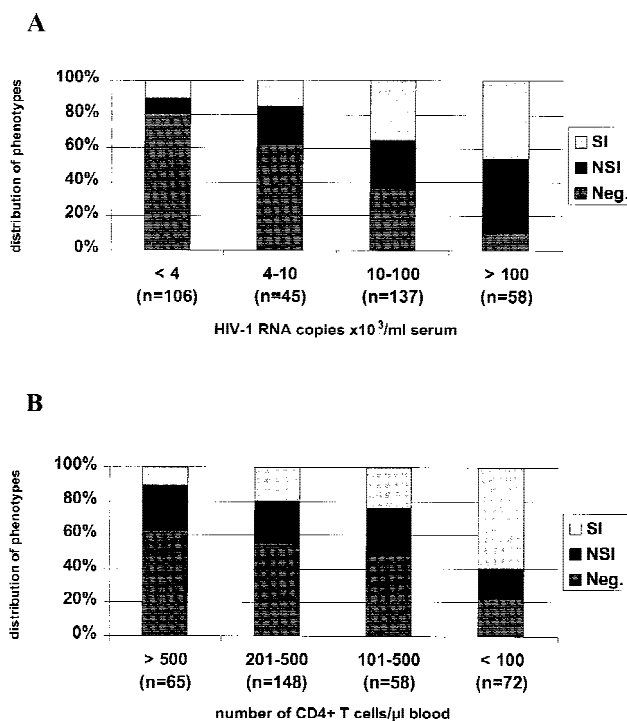 A
distribution of phenotypes
100%
80%
60%
40%
20%
0%
SI
NSI
Neg.
< 4 4-10 10-100 > 100
(n=106) (n=45) (n=137) (n=58)
HIV-1 RNA copies x10³/ml serum
B
distribution of phenotypes
100%
80%
60%
40%
20%
0%
SI
NSI
Neg.
> 500 201-500 101-500 < 100
(n=65) (n=148) (n=58) (n=72)
number of CD4+ T cells/µl blood